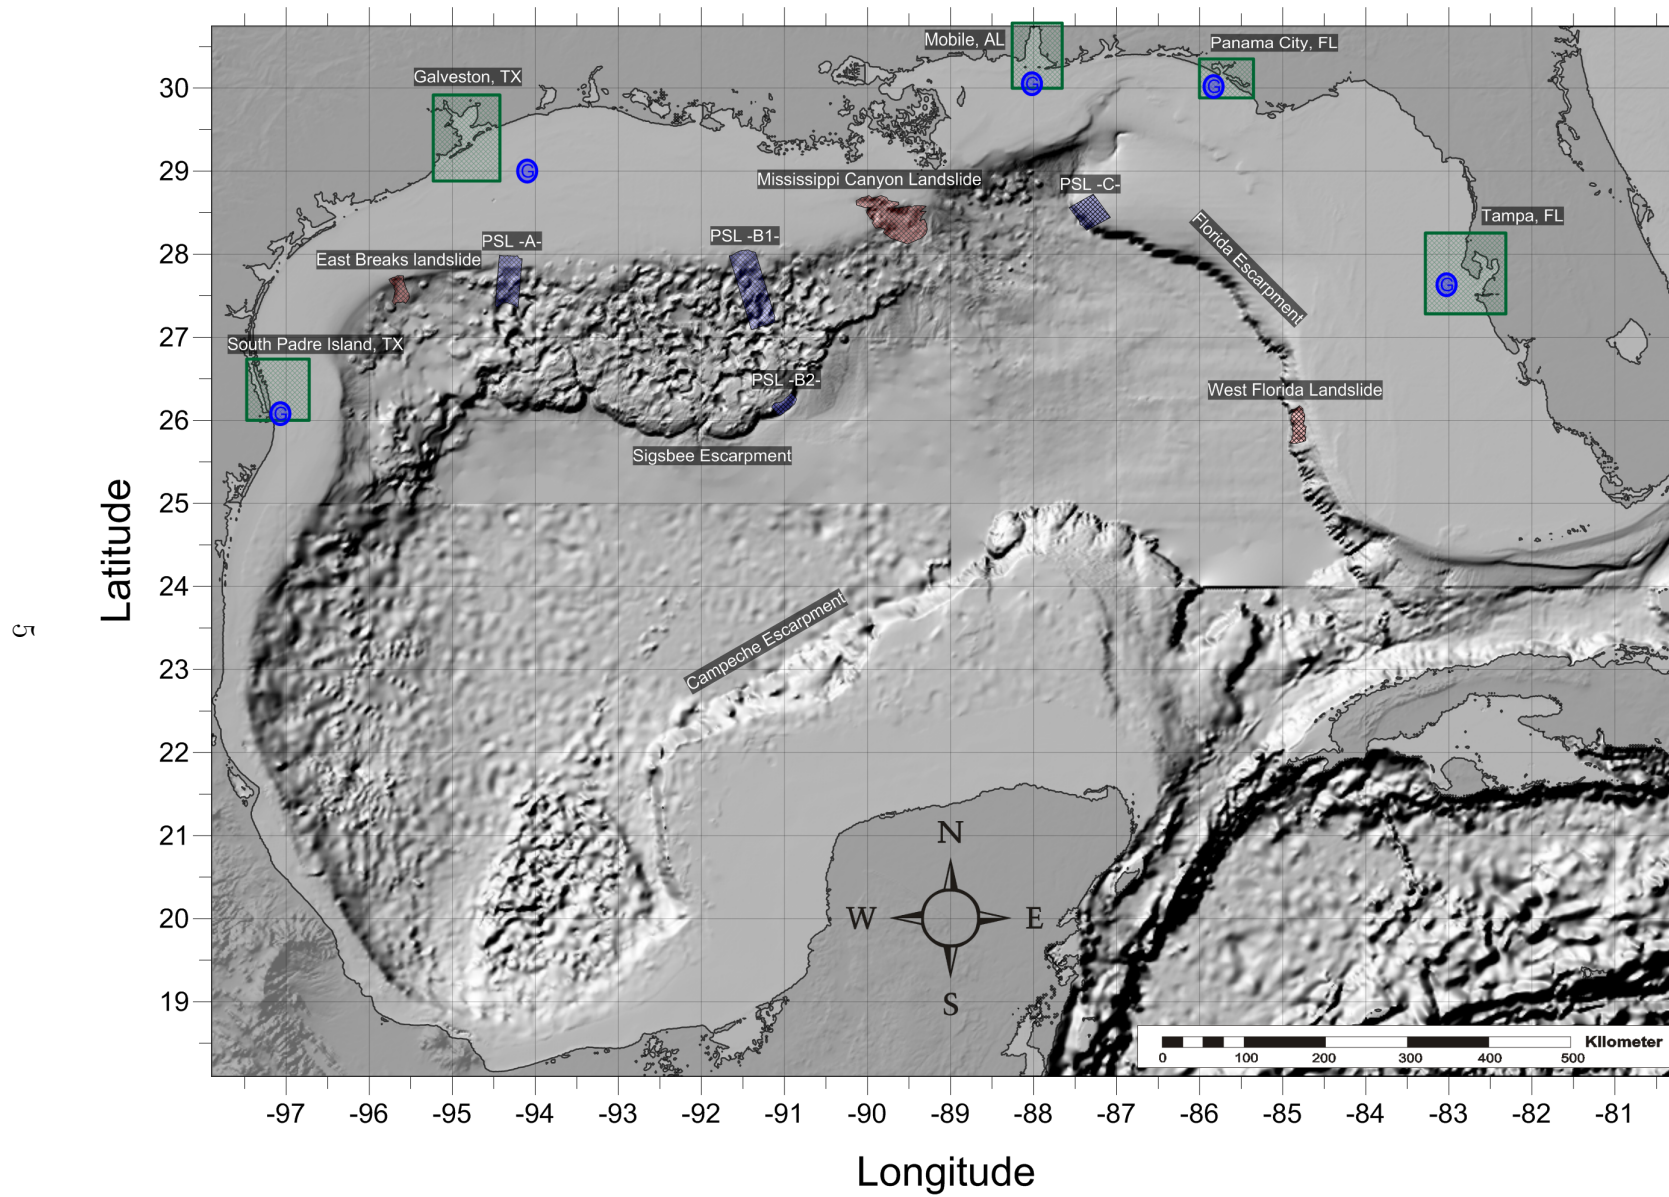 Mobile, AL
Panama City, FL
Galveston, TX
30
G
G
29
G
Mississippi Canyon Landslide
PSL -C-
Tampa, FL
Florida Escarpment
28
PSL -A-
PSL -B1-
East Breaks landslide
G
27
South Padre Island, TX
PSL -B2-
West Florida Landslide
26
G
Sigsbee Escarpment
25
24
Campeche Escarpment
23
22
21
20
19
Latitude
5
N
W
E
S
Kilometer
0
100
200
300
400
500
-97
-96
-95
-94
-93
-92
-91
-90
-89
-88
-87
-86
-85
-84
-83
-82
-81
Longitude